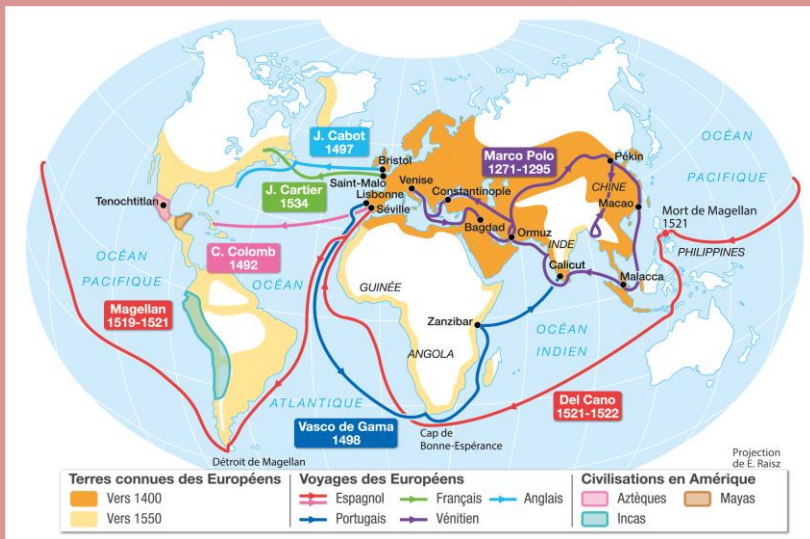 J. Cabot
1497
J. Cartier
1534
C. Colomb
1492
Magellan
1519-1521
Vasco de Gama
1498
Marco Polo
1271-1295
Del Cano
1521-1522
Bristol
Saint-Malo
Lisbonne
Séville
Venise
Constantinople
Bagdad
Ormuz
Pékin
CHINE
Macao
INDE
Calicut
Malacca
Mort de Magellan
1521
PHILIPPINES
OCÉAN
PACIFIQUE
Tenochtitlan
OCÉAN
PACIFIQUE
OCÉAN
ATLANTIQUE
GUINÉE
Zanzibar
ANGOLA
OCÉAN
INDIEN
Cap de
Bonne-Espérance
Détroit de Magellan
Projection
de E. Raisz
Terres connues des Européens
Vers 1400
Vers 1550
Voyages des Européens
Espagnol
Français
Anglais
Portugais
Vénitien
Civilisations en Amérique
Aztèques
Mayas
Incas